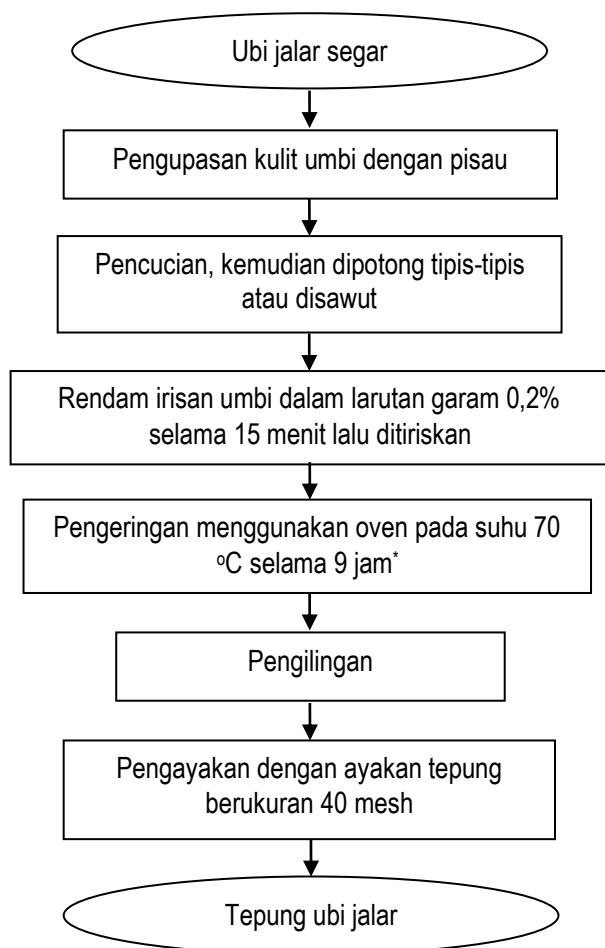 Ubi jalar segar
Pengupasan kulit umbi dengan pisau
Pencucian, kemudian dipotong tipis-tipis
atau disawut
Rendam irisan umbi dalam larutan garam 0,2%
selama 15 menit lalu ditiriskan
Pengeringan menggunakan oven pada suhu 70
oC selama 9 jam*
Pengilingan
Pengayakan dengan ayakan tepung
berukuran 40 mesh
Tepung ubi jalar